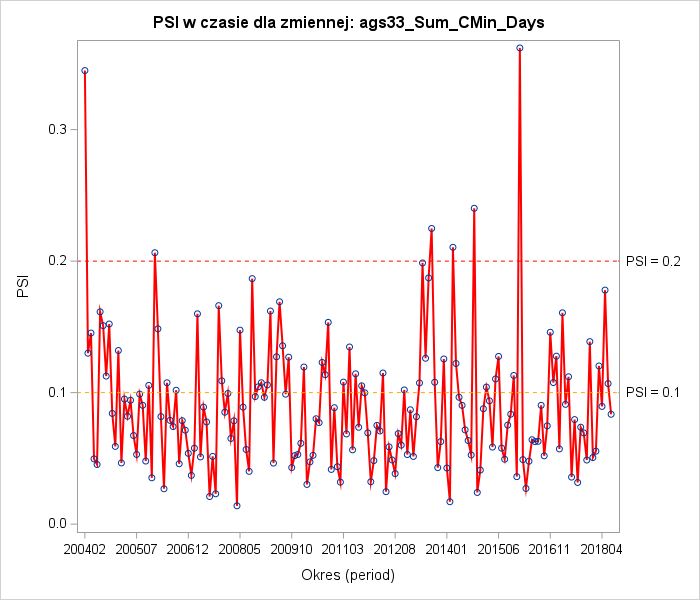 PSI w czasie dla zmiennej: ags33_Sum_CMin_Days
0.3
0.2
PSI = 0.2
PSI
0.1
PSI = 0.1
0.0
200402 200507 200612 200805 200910 201103 201208 201401 201506 201611 201804
Okres (period)